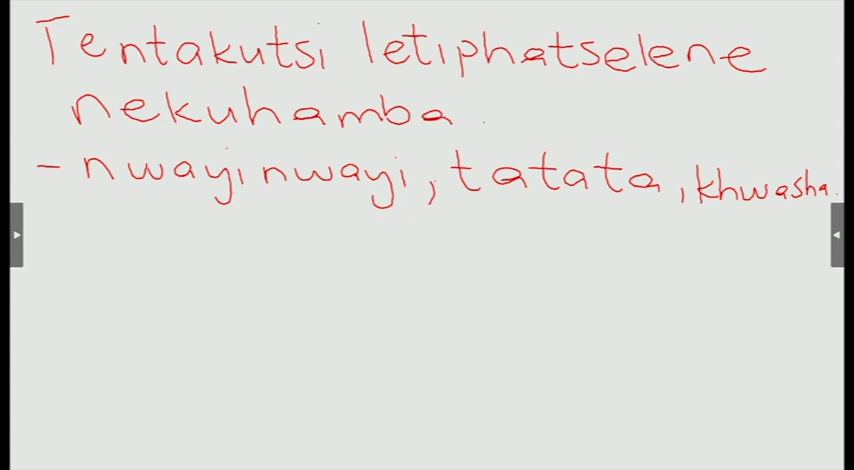 Tentakutsi letiphatselene
nekuhamba.
- nwayinwayi, tatata, khwasha.